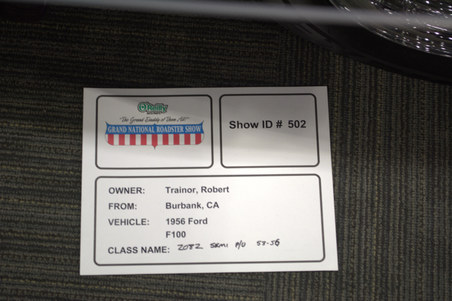 "The Grand Daddy of Them All"
GRAND NATIONAL ROADSTER SHOW
Show ID # 502
OWNER: Trainor, Robert
FROM: Burbank, CA
VEHICLE: 1956 Ford
F100
CLASS NAME: 2082 SEMI P/U 53-56